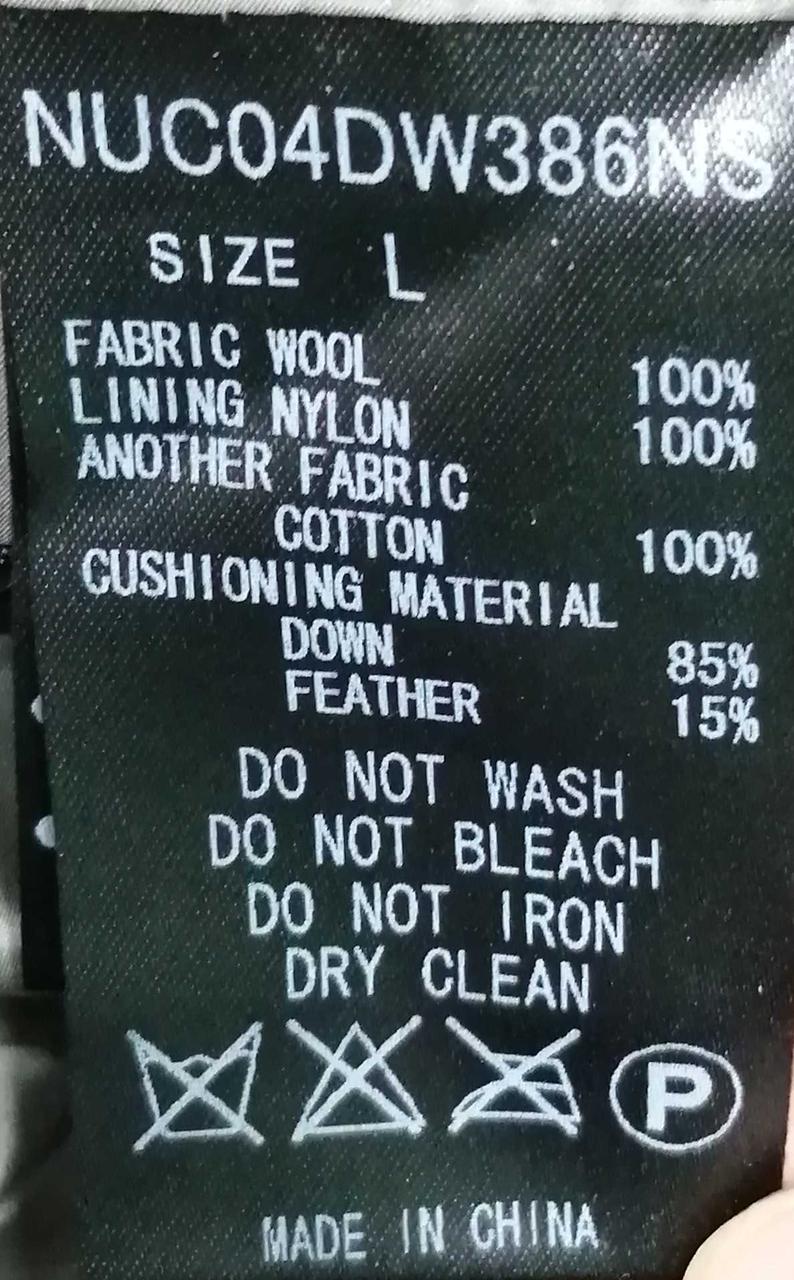 NUC04DW386NS
SIZE L
FABRIC WOOL 100%
LINING NYLON 100%
ANOTHER FABRIC
COTTON 100%
CUSHIONING MATERIAL
DOWN 85%
FEATHER 15%
DO NOT WASH
DO NOT BLEACH
DO NOT IRON
DRY CLEAN
P
MADE IN CHINA